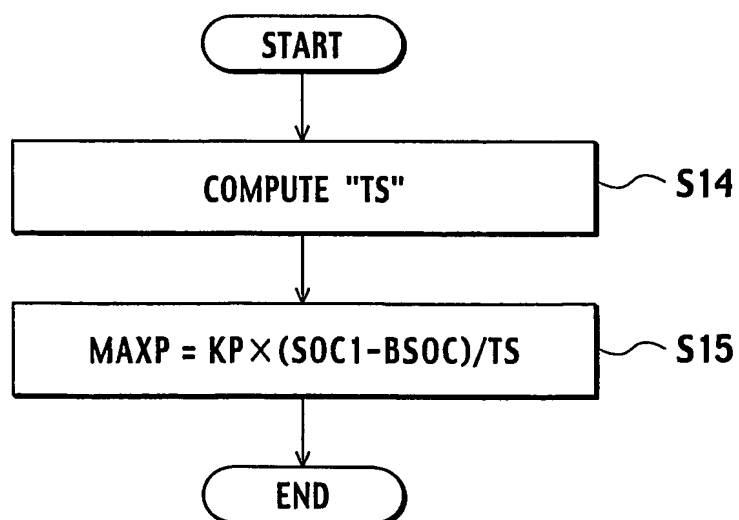 START
COMPUTE "TS"
S14
MAXP = KP×(SOC1-BSOC)/TS
S15
END